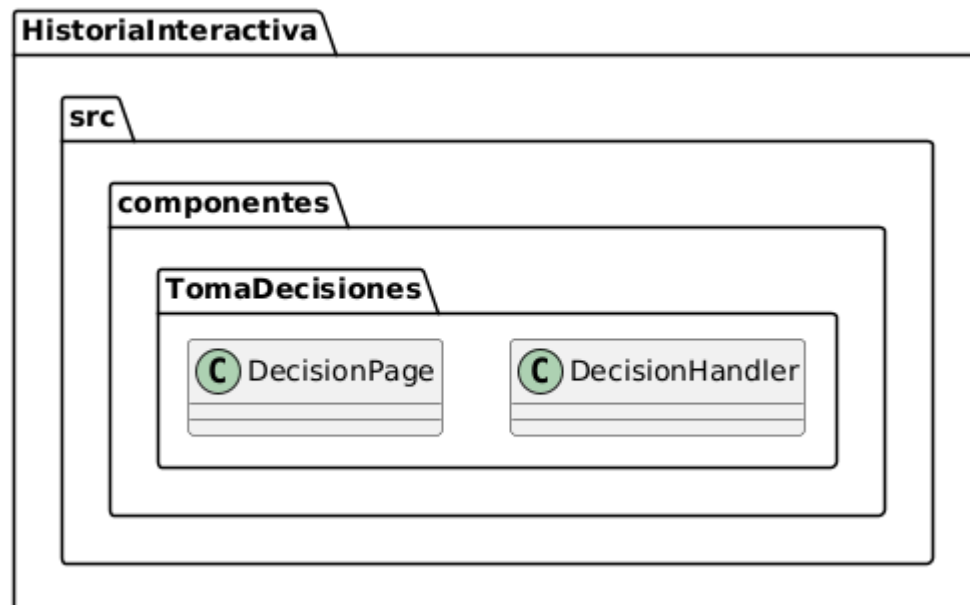 HistoriaInteractiva
src
componentes
TomaDecisiones
C DecisionPage
C DecisionHandler